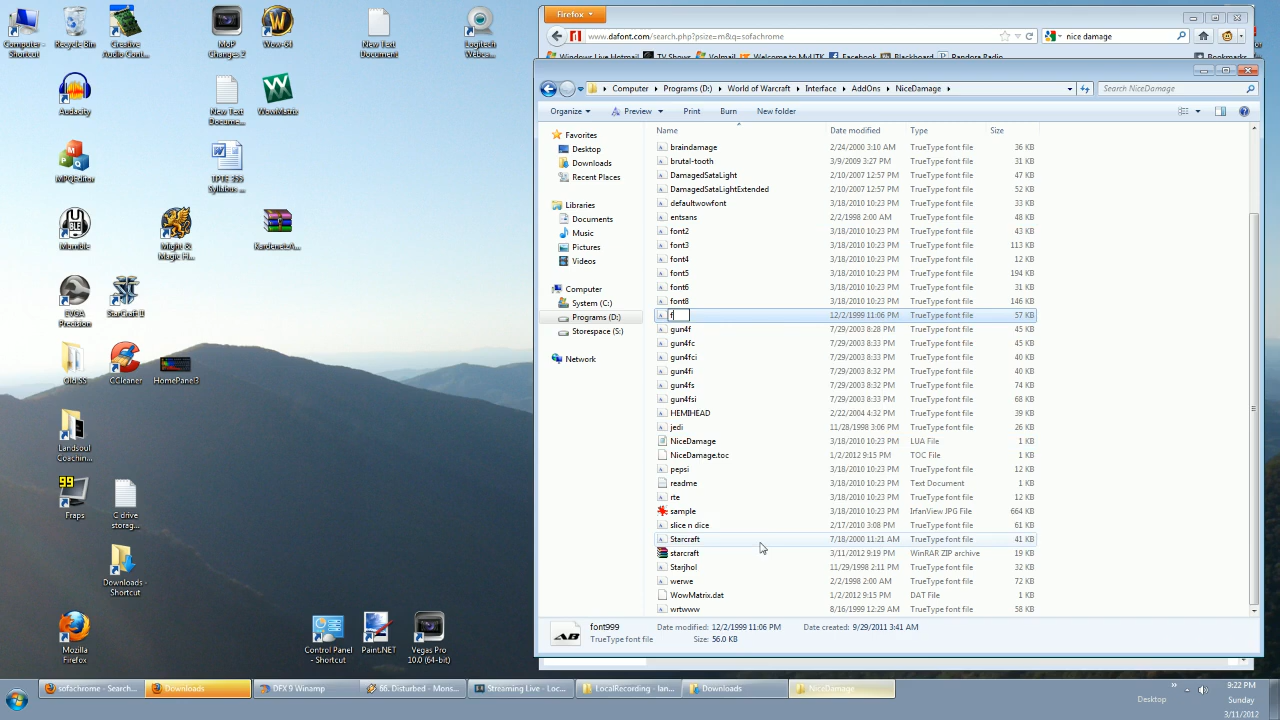 Computer - Shortcut
Recycle Bin
Creative Audio Cont...
MoP Changes 2
Wow-64
New Text Document
Logitech Webca...
Audacity
New Text Docume...
WowMatrix
MPQEditor
TPTE 355 Syllabus ...
Mumble
Might & Magic H...
KardenetzA...
EVGA Precision
StarCraft II
Old SS
CCleaner
HomePanel3
Landsoul Coachin...
Fraps
99
C drive storag...
Downloads - Shortcut
Mozilla Firefox
Control Panel - Shortcut
Paint.NET
Vegas Pro 10.0 (64-bit)
Firefox
www.dafont.com/search.php?psize=m&q=sofachrome
nice damage
Computer Programs (D:) World of Warcraft Interface AddOns NiceDamage
Search NiceDamage
Organize Preview Print Burn New folder
Favorites
Desktop
Downloads
Recent Places
Libraries
Documents
Music
Pictures
Videos
Computer
System (C:)
Programs (D:)
Storespace (S:)
Network
Name Date modified Type Size
braindamage 2/24/2000 3:10 AM TrueType font file 36 KB
brutal-tooth 3/9/2009 3:27 PM TrueType font file 31 KB
DamagedSataLight 2/10/2007 12:57 PM TrueType font file 47 KB
DamagedSataLightExtended 2/10/2007 12:57 PM TrueType font file 52 KB
defaultwowfont 3/18/2010 10:23 PM TrueType font file 33 KB
entsans 2/2/1998 2:00 AM TrueType font file 48 KB
font2 3/18/2010 10:23 PM TrueType font file 43 KB
font3 3/18/2010 10:23 PM TrueType font file 113 KB
font4 3/18/2010 10:23 PM TrueType font file 12 KB
font5 3/18/2010 10:23 PM TrueType font file 194 KB
font6 3/18/2010 10:23 PM TrueType font file 31 KB
font8 3/18/2010 10:23 PM TrueType font file 146 KB
f 12/2/1999 11:06 PM TrueType font file 57 KB
gun4f 7/29/2003 8:28 PM TrueType font file 45 KB
gun4fc 7/29/2003 8:33 PM TrueType font file 45 KB
gun4fci 7/29/2003 8:33 PM TrueType font file 40 KB
gun4fi 7/29/2003 8:32 PM TrueType font file 40 KB
gun4fs 7/29/2003 8:32 PM TrueType font file 74 KB
gun4fsi 7/29/2003 8:33 PM TrueType font file 68 KB
HEMIHEAD 2/22/2004 4:32 PM TrueType font file 39 KB
jedi 11/28/1998 3:06 PM TrueType font file 26 KB
NiceDamage 3/18/2010 10:23 PM LUA File 1 KB
NiceDamage.toc 1/2/2012 9:15 PM TOC File 1 KB
pepsi 3/18/2010 10:23 PM TrueType font file 12 KB
readme 3/18/2010 10:23 PM Text Document 1 KB
rte 3/18/2010 10:23 PM TrueType font file 12 KB
sample 3/18/2010 10:23 PM IrfanView JPG File 664 KB
slice n dice 2/17/2010 3:08 PM TrueType font file 61 KB
Starcraft 7/18/2000 11:21 AM TrueType font file 41 KB
starcraft 3/11/2012 9:19 PM WinRAR ZIP archive 19 KB
Starjhol 11/29/1998 2:11 PM TrueType font file 32 KB
werwe 2/2/1998 2:00 AM TrueType font file 72 KB
WowMatrix.dat 1/2/2012 9:15 PM DAT File 1 KB
wrtwww 8/16/1999 12:29 AM TrueType font file 58 KB
font999 Date modified: 12/2/1999 11:06 PM Date created: 9/29/2011 3:41 AM
TrueType font file Size: 56.0 KB
sofachrome - Search... Downloads DFX 9 Winamp 66. Disturbed - Mons... Streaming Live - Loc... LocalRecording - Ian... Downloads NiceDamage
Desktop
9:22 PM
Sunday
3/11/2012